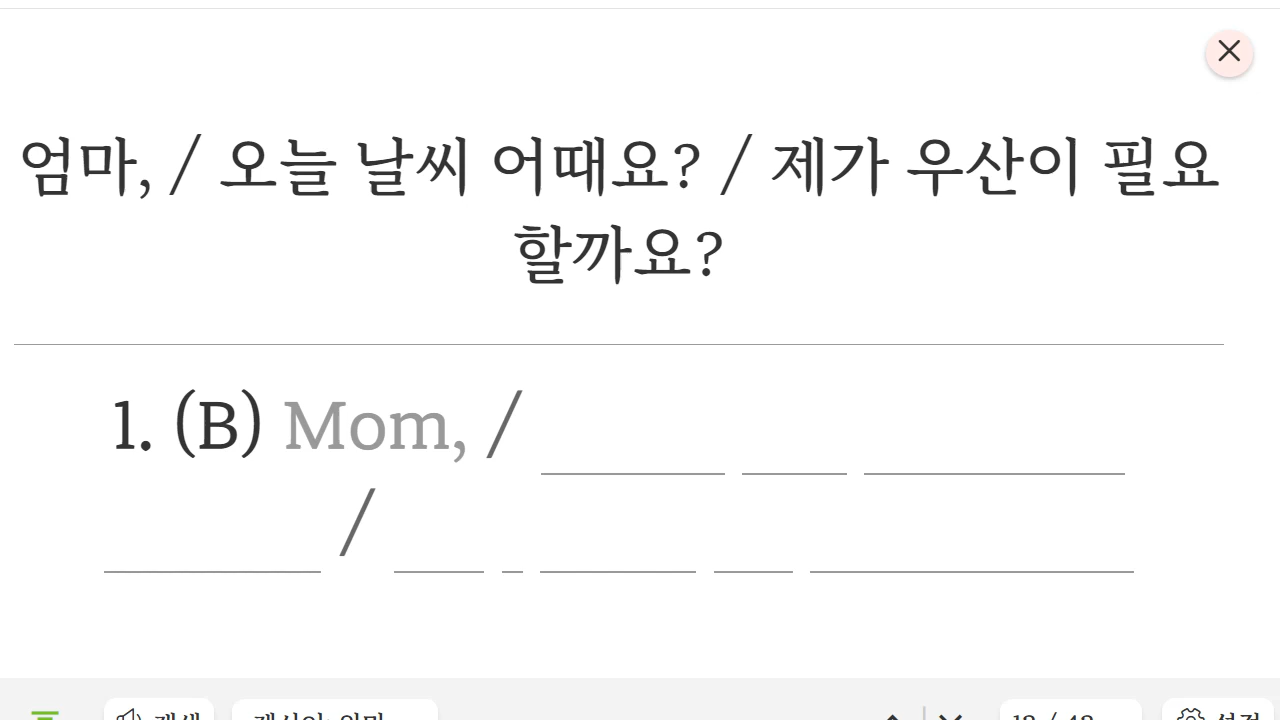 엄마, / 오늘 날씨 어때요? / 제가 우산이 필요
할까요?
1. (B) Mom, /
/